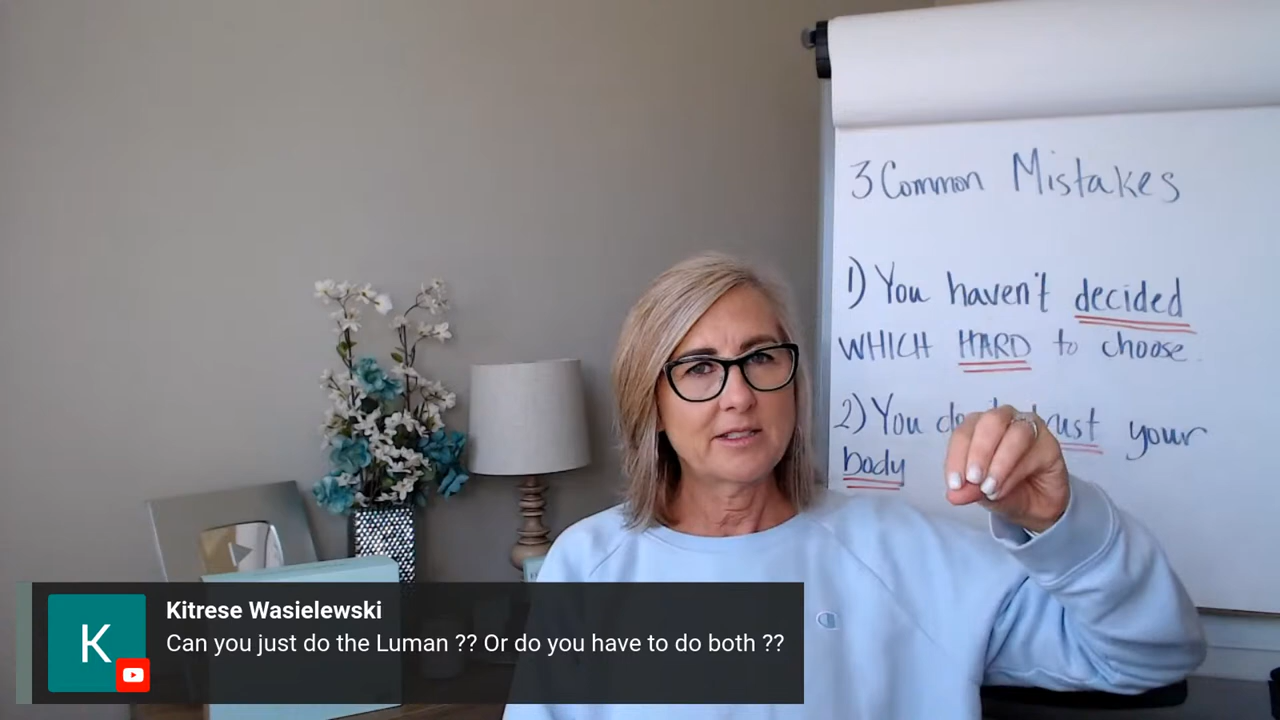 3 Common Mistakes
1) You haven't decided
WHICH HARD to choose.
2) You your
body
K
Kitrese Wasielewski
Can you just do the Luman ?? Or do you have to do both ??